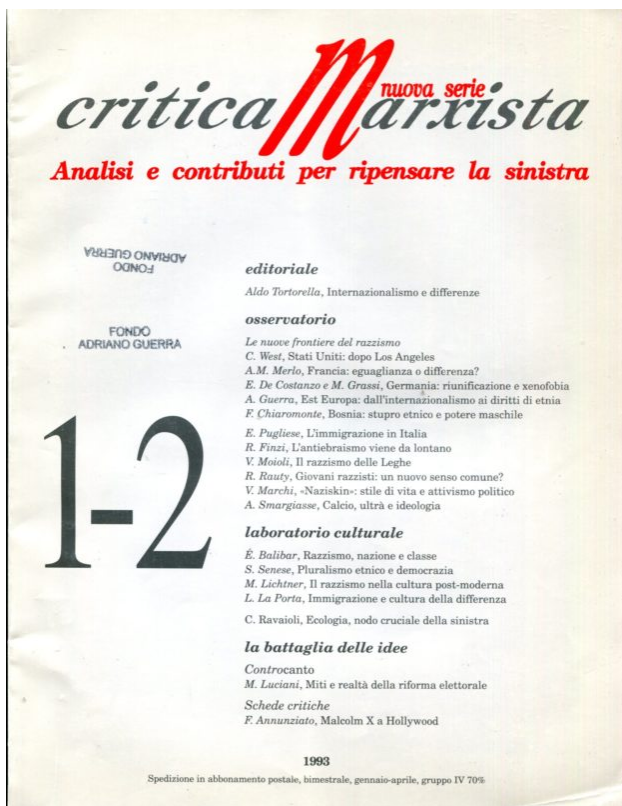 nuova serie
critica Marxista
Analisi e contributi per ripensare la sinistra
FONDO
ADRIANO GUERRA
FONDO
ADRIANO GUERRA
1-2
editoriale
Aldo Tortorella, Internazionalismo e differenze
osservatorio
Le nuove frontiere del razzismo
C. West, Stati Uniti: dopo Los Angeles
A.M. Merlo, Francia: eguaglianza o differenza?
E. De Costanzo e M. Grassi, Germania: riunificazione e xenofobia
A. Guerra, Est Europa: dall'internazionalismo ai diritti di etnia
F. Chiaromonte, Bosnia: stupro etnico e potere maschile
E. Pugliese, L'immigrazione in Italia
R. Finzi, L'antiebraismo viene da lontano
V. Moioli, Il razzismo delle Leghe
R. Rauty, Giovani razzisti: un nuovo senso comune?
V. Marchi, «Naziskin»: stile di vita e attivismo politico
A. Smargiasse, Calcio, ultrà e ideologia
laboratorio culturale
É. Balibar, Razzismo, nazione e classe
S. Senese, Pluralismo etnico e democrazia
M. Lichtner, Il razzismo nella cultura post-moderna
L. La Porta, Immigrazione e cultura della differenza
C. Ravaioli, Ecologia, nodo cruciale della sinistra
la battaglia delle idee
Controcanto
M. Luciani, Miti e realtà della riforma elettorale
Schede critiche
F. Annunziato, Malcolm X a Hollywood
1993
Spedizione in abbonamento postale, bimestrale, gennaio-aprile, gruppo IV 70%